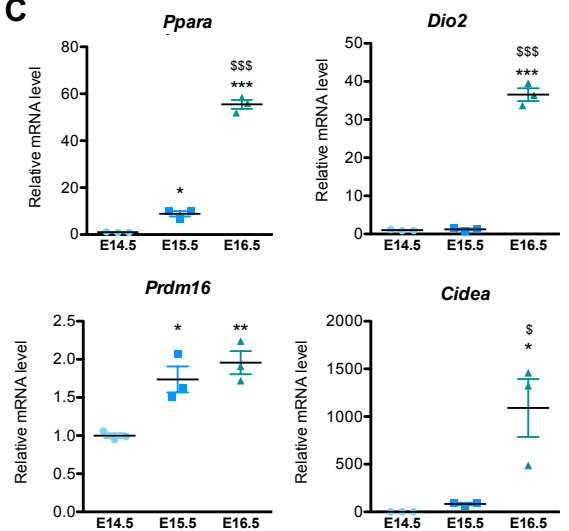 C
Ppara
Relative mRNA level
80
60
40
20
0
*
$$$
***
E14.5 E15.5 E16.5
Dio2
Relative mRNA level
50
40
30
20
10
0
$$$
***
E14.5 E15.5 E16.5
Prdm16
Relative mRNA level
2.5
2.0
1.5
1.0
0.5
0.0
*
**
E14.5 E15.5 E16.5
Cidea
Relative mRNA level
2000
1500
1000
500
0
$
*
E14.5 E15.5 E16.5